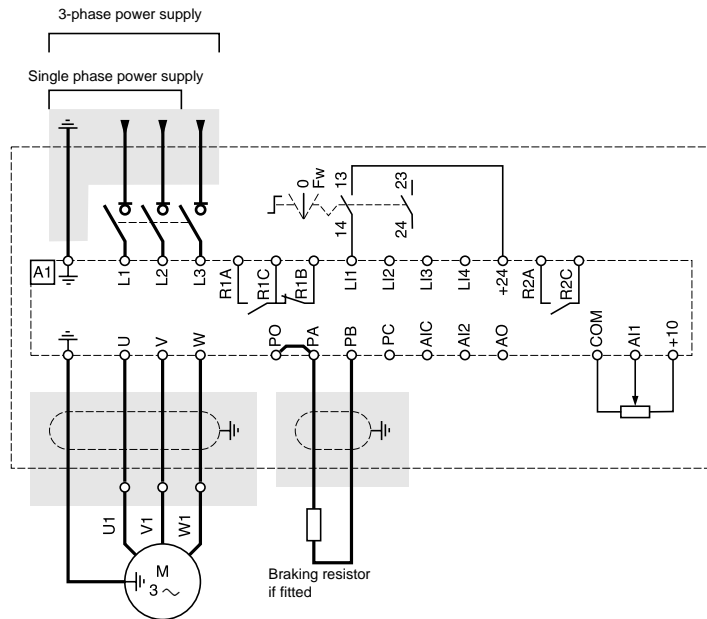 3-phase power supply
Single phase power supply
0
Fw
13
23
14
24
A1
L1
L2
L3
R1A
R1C
R1B
LI1
LI2
LI3
LI4
+24
R2A
R2C
U
V
W
PO
PA
PB
PC
AIC
AI2
AO
COM
AI1
+10
U1
V1
W1
M
3 ~
Braking resistor
if fitted